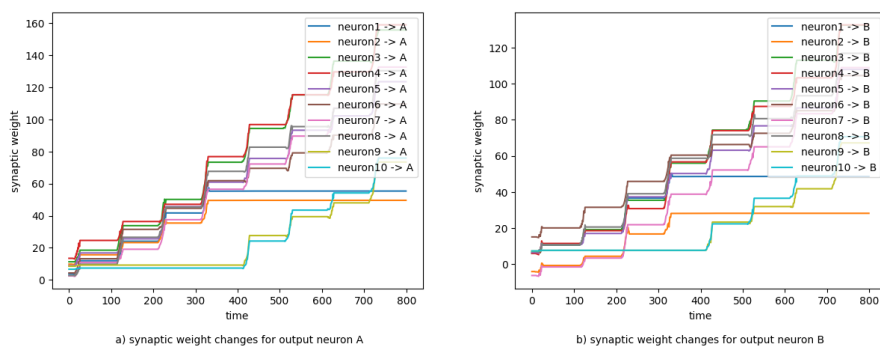 160
140
120
100
80
60
40
20
0
synaptic weight
0 100 200 300 400 500 600 700 800
time
neuron1 -> A
neuron2 -> A
neuron3 -> A
neuron4 -> A
neuron5 -> A
neuron6 -> A
neuron7 -> A
neuron8 -> A
neuron9 -> A
neuron10 -> A
a) synaptic weight changes for output neuron A
120
100
80
60
40
20
0
synaptic weight
0 100 200 300 400 500 600 700 800
time
neuron1 -> B
neuron2 -> B
neuron3 -> B
neuron4 -> B
neuron5 -> B
neuron6 -> B
neuron7 -> B
neuron8 -> B
neuron9 -> B
neuron10 -> B
b) synaptic weight changes for output neuron B